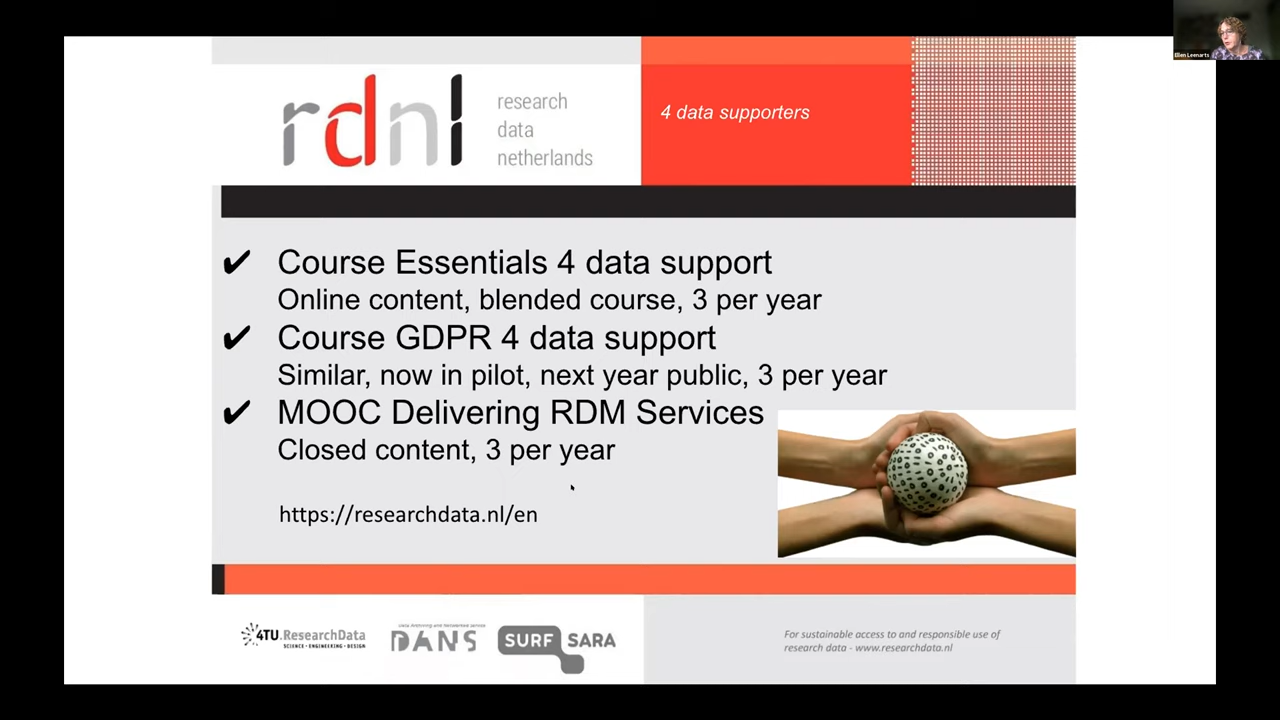 Ellen Leenarts
rdnl
research
data
netherlands
4 data supporters
✔ Course Essentials 4 data support
Online content, blended course, 3 per year
✔ Course GDPR 4 data support
Similar, now in pilot, next year public, 3 per year
✔ MOOC Delivering RDM Services
Closed content, 3 per year
https://researchdata.nl/en
4TU.ResearchData
SCIENCE · ENGINEERING · DESIGN
DANS
SURF SARA
For sustainable access to and responsible use of
research data - www.researchdata.nl